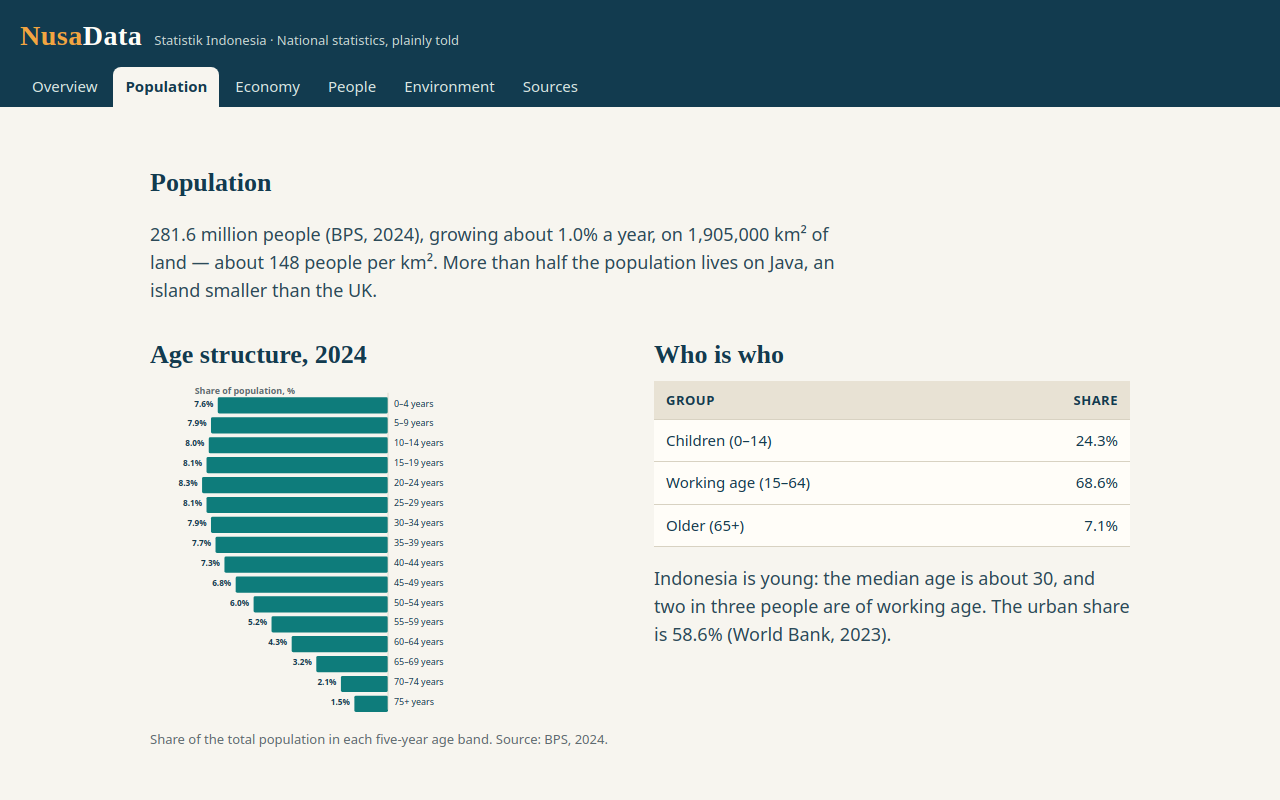 NusaData Statistik Indonesia · National statistics, plainly told
Overview Population Economy People Environment Sources
Population
281.6 million people (BPS, 2024), growing about 1.0% a year, on 1,905,000 km² of
land — about 148 people per km². More than half the population lives on Java, an
island smaller than the UK.
Age structure, 2024
Share of population, %
7.6% 0–4 years
7.9% 5–9 years
8.0% 10–14 years
8.1% 15–19 years
8.3% 20–24 years
8.1% 25–29 years
7.9% 30–34 years
7.7% 35–39 years
7.3% 40–44 years
6.8% 45–49 years
6.0% 50–54 years
5.2% 55–59 years
4.3% 60–64 years
3.2% 65–69 years
2.1% 70–74 years
1.5% 75+ years
Share of the total population in each five-year age band. Source: BPS, 2024.
Who is who
GROUP SHARE
Children (0–14) 24.3%
Working age (15–64) 68.6%
Older (65+) 7.1%
Indonesia is young: the median age is about 30, and
two in three people are of working age. The urban share
is 58.6% (World Bank, 2023).